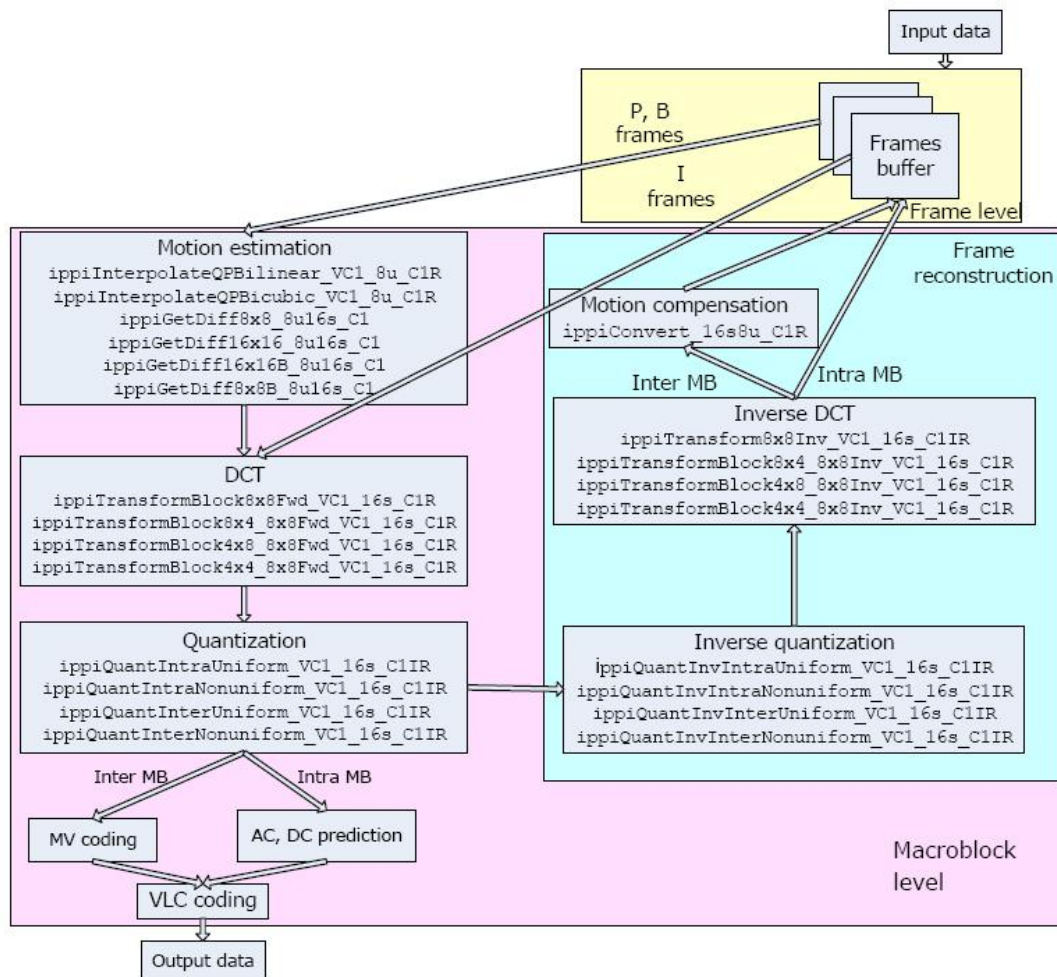 Input data
P, B
frames
I
frames
Frames
buffer
Frame level
Motion estimation
ippiInterpolateQPBilinear_VC1_8u_C1R
ippiInterpolateQPBicubic_VC1_8u_C1R
ippiGetDiff8x8_8u16s_C1
ippiGetDiff16x16_8u16s_C1
ippiGetDiff16x16B_8u16s_C1
ippiGetDiff8x8B_8u16s_C1
Frame
reconstruction
Motion compensation
ippiConvert_16s8u_C1R
Inter MB
Intra MB
Inverse DCT
ippiTransform8x8Inv_VC1_16s_C1IR
ippiTransformBlock8x4_8x8Inv_VC1_16s_C1R
ippiTransformBlock4x8_8x8Inv_VC1_16s_C1R
ippiTransformBlock4x4_8x8Inv_VC1_16s_C1R
DCT
ippiTransformBlock8x8Fwd_VC1_16s_C1R
ippiTransformBlock8x4_8x8Fwd_VC1_16s_C1R
ippiTransformBlock4x8_8x8Fwd_VC1_16s_C1R
ippiTransformBlock4x4_8x8Fwd_VC1_16s_C1R
Quantization
ippiQuantIntraUniform_VC1_16s_C1IR
ippiQuantIntraNonuniform_VC1_16s_C1IR
ippiQuantInterUniform_VC1_16s_C1IR
ippiQuantInterNonuniform_VC1_16s_C1IR
Inverse quantization
ippiQuantInvIntraUniform_VC1_16s_C1IR
ippiQuantInvIntraNonuniform_VC1_16s_C1IR
ippiQuantInvInterUniform_VC1_16s_C1IR
ippiQuantInvInterNonuniform_VC1_16s_C1IR
Inter MB
Intra MB
MV coding
AC, DC prediction
VLC coding
Macroblock
level
Output data